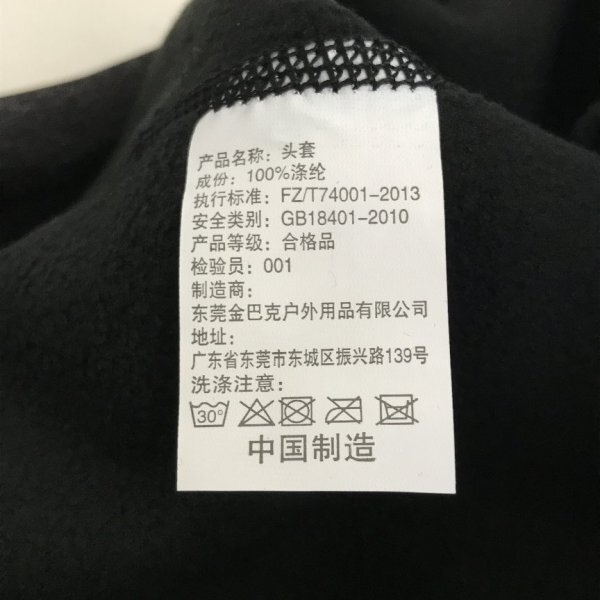 产品名称：头套
成份：100%涤纶
执行标准：FZ/T74001-2013
安全类别：GB18401-2010
产品等级：合格品
检验员：001
制造商：
东莞金巴克户外用品有限公司
地址：
广东省东莞市东城区振兴路139号
洗涤注意：
30°
中国制造